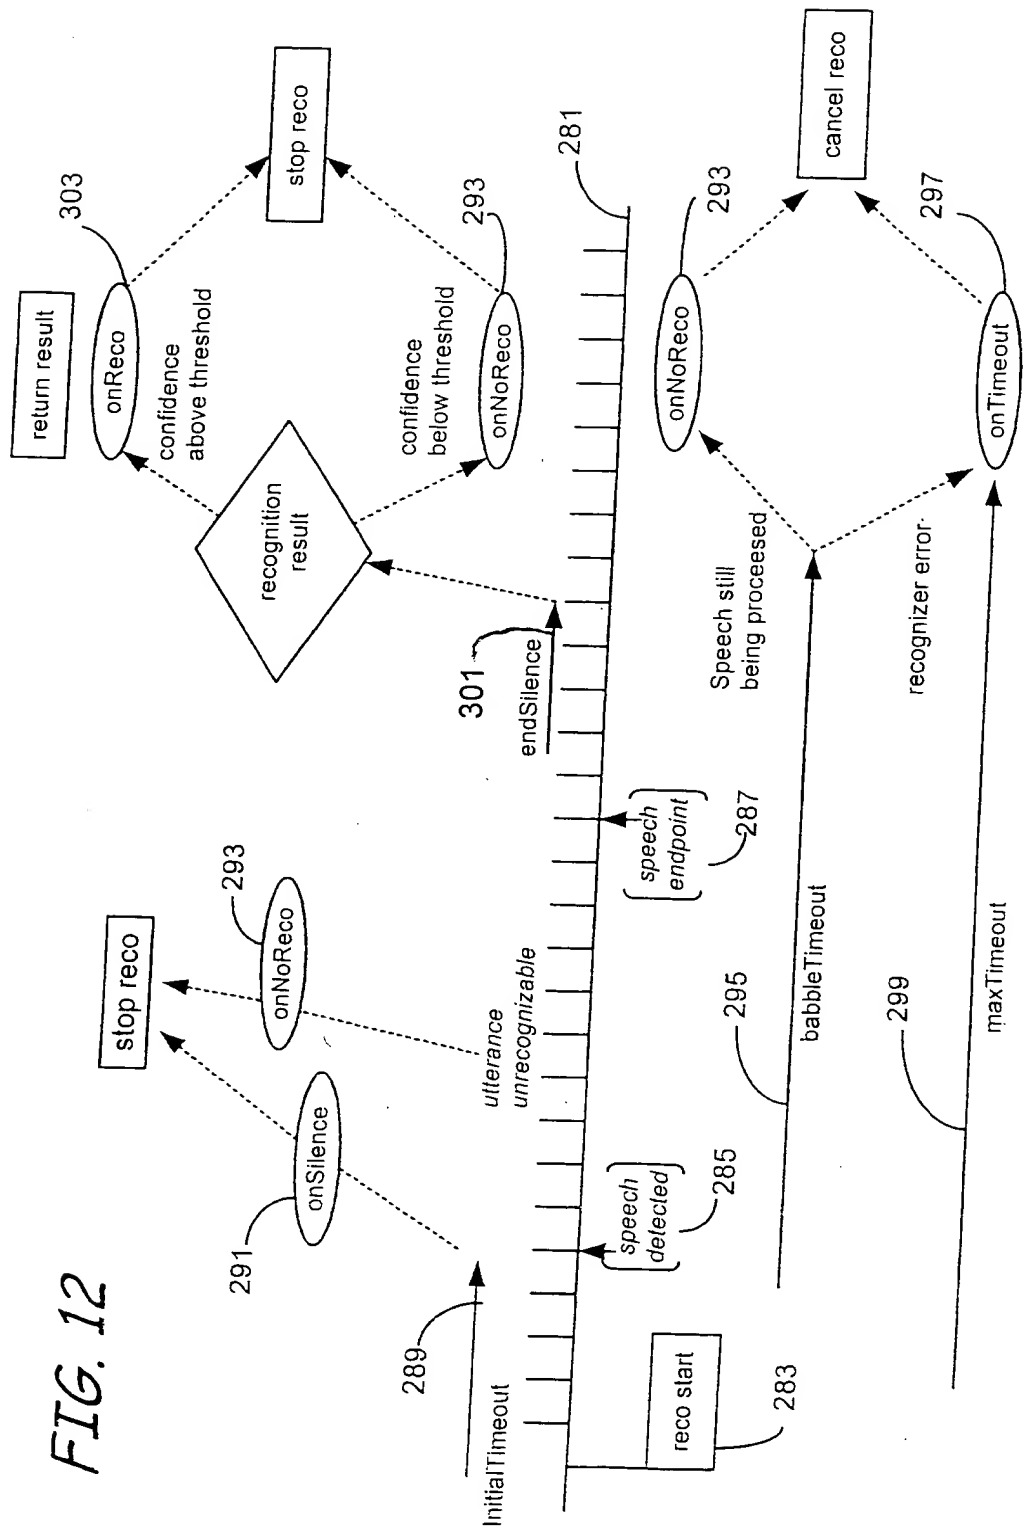 FIG. 12
stop reco
onSilence
291
onNoReco
293
InitialTimeout
289
utterance
unrecognizable
return result
onReco
303
confidence
above threshold
recognition
result
confidence
below threshold
onNoReco
293
stop reco
301
endSilence
281
reco start
283
speech
detected
285
speech
endpoint
287
babbleTimeout
295
Speech still
being proceesed
onNoReco
293
cancel reco
recognizer error
maxTimeout
299
onTimeout
297